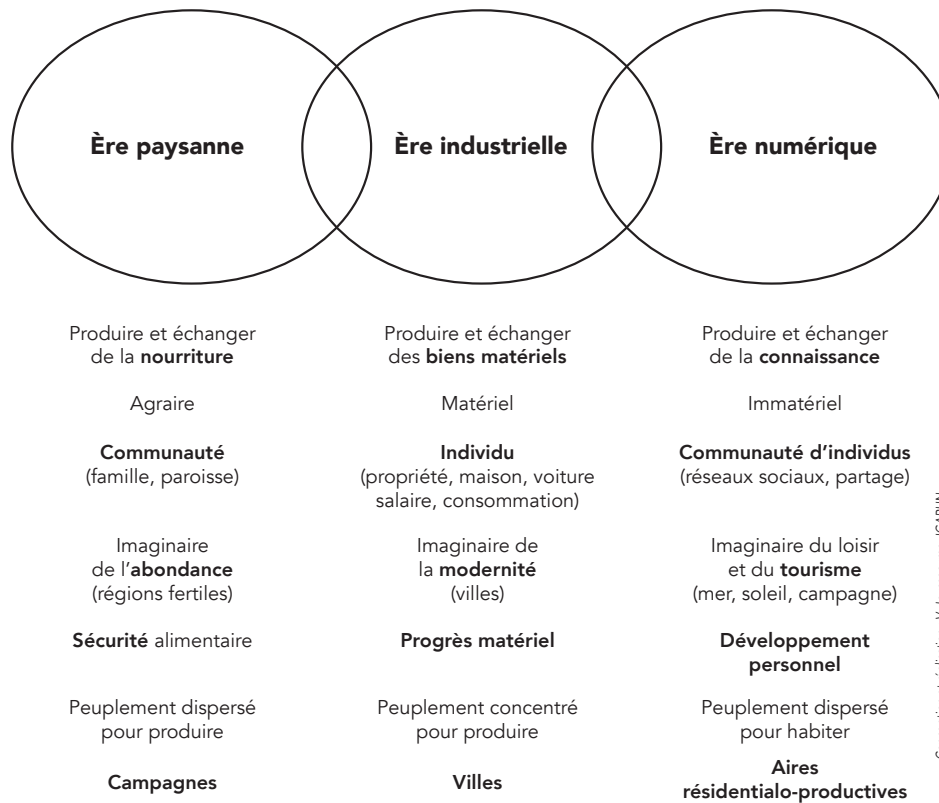 Ère paysanne
Ère industrielle
Ère numérique
Produire et échanger
de la nourriture
Produire et échanger
des biens matériels
Produire et échanger
de la connaissance
Agraire
Matériel
Immatériel
Communauté
(famille, paroisse)
Individu
(propriété, maison, voiture
salaire, consommation)
Communauté d’individus
(réseaux sociaux, partage)
Imaginaire
de l’abondance
(régions fertiles)
Imaginaire de
la modernité
(villes)
Imaginaire du loisir
et du tourisme
(mer, soleil, campagne)
Sécurité alimentaire
Progrès matériel
Développement
personnel
Peuplement dispersé
pour produire
Peuplement concentré
pour produire
Peuplement dispersé
pour habiter
Campagnes
Villes
Aires
résidentialo-productives